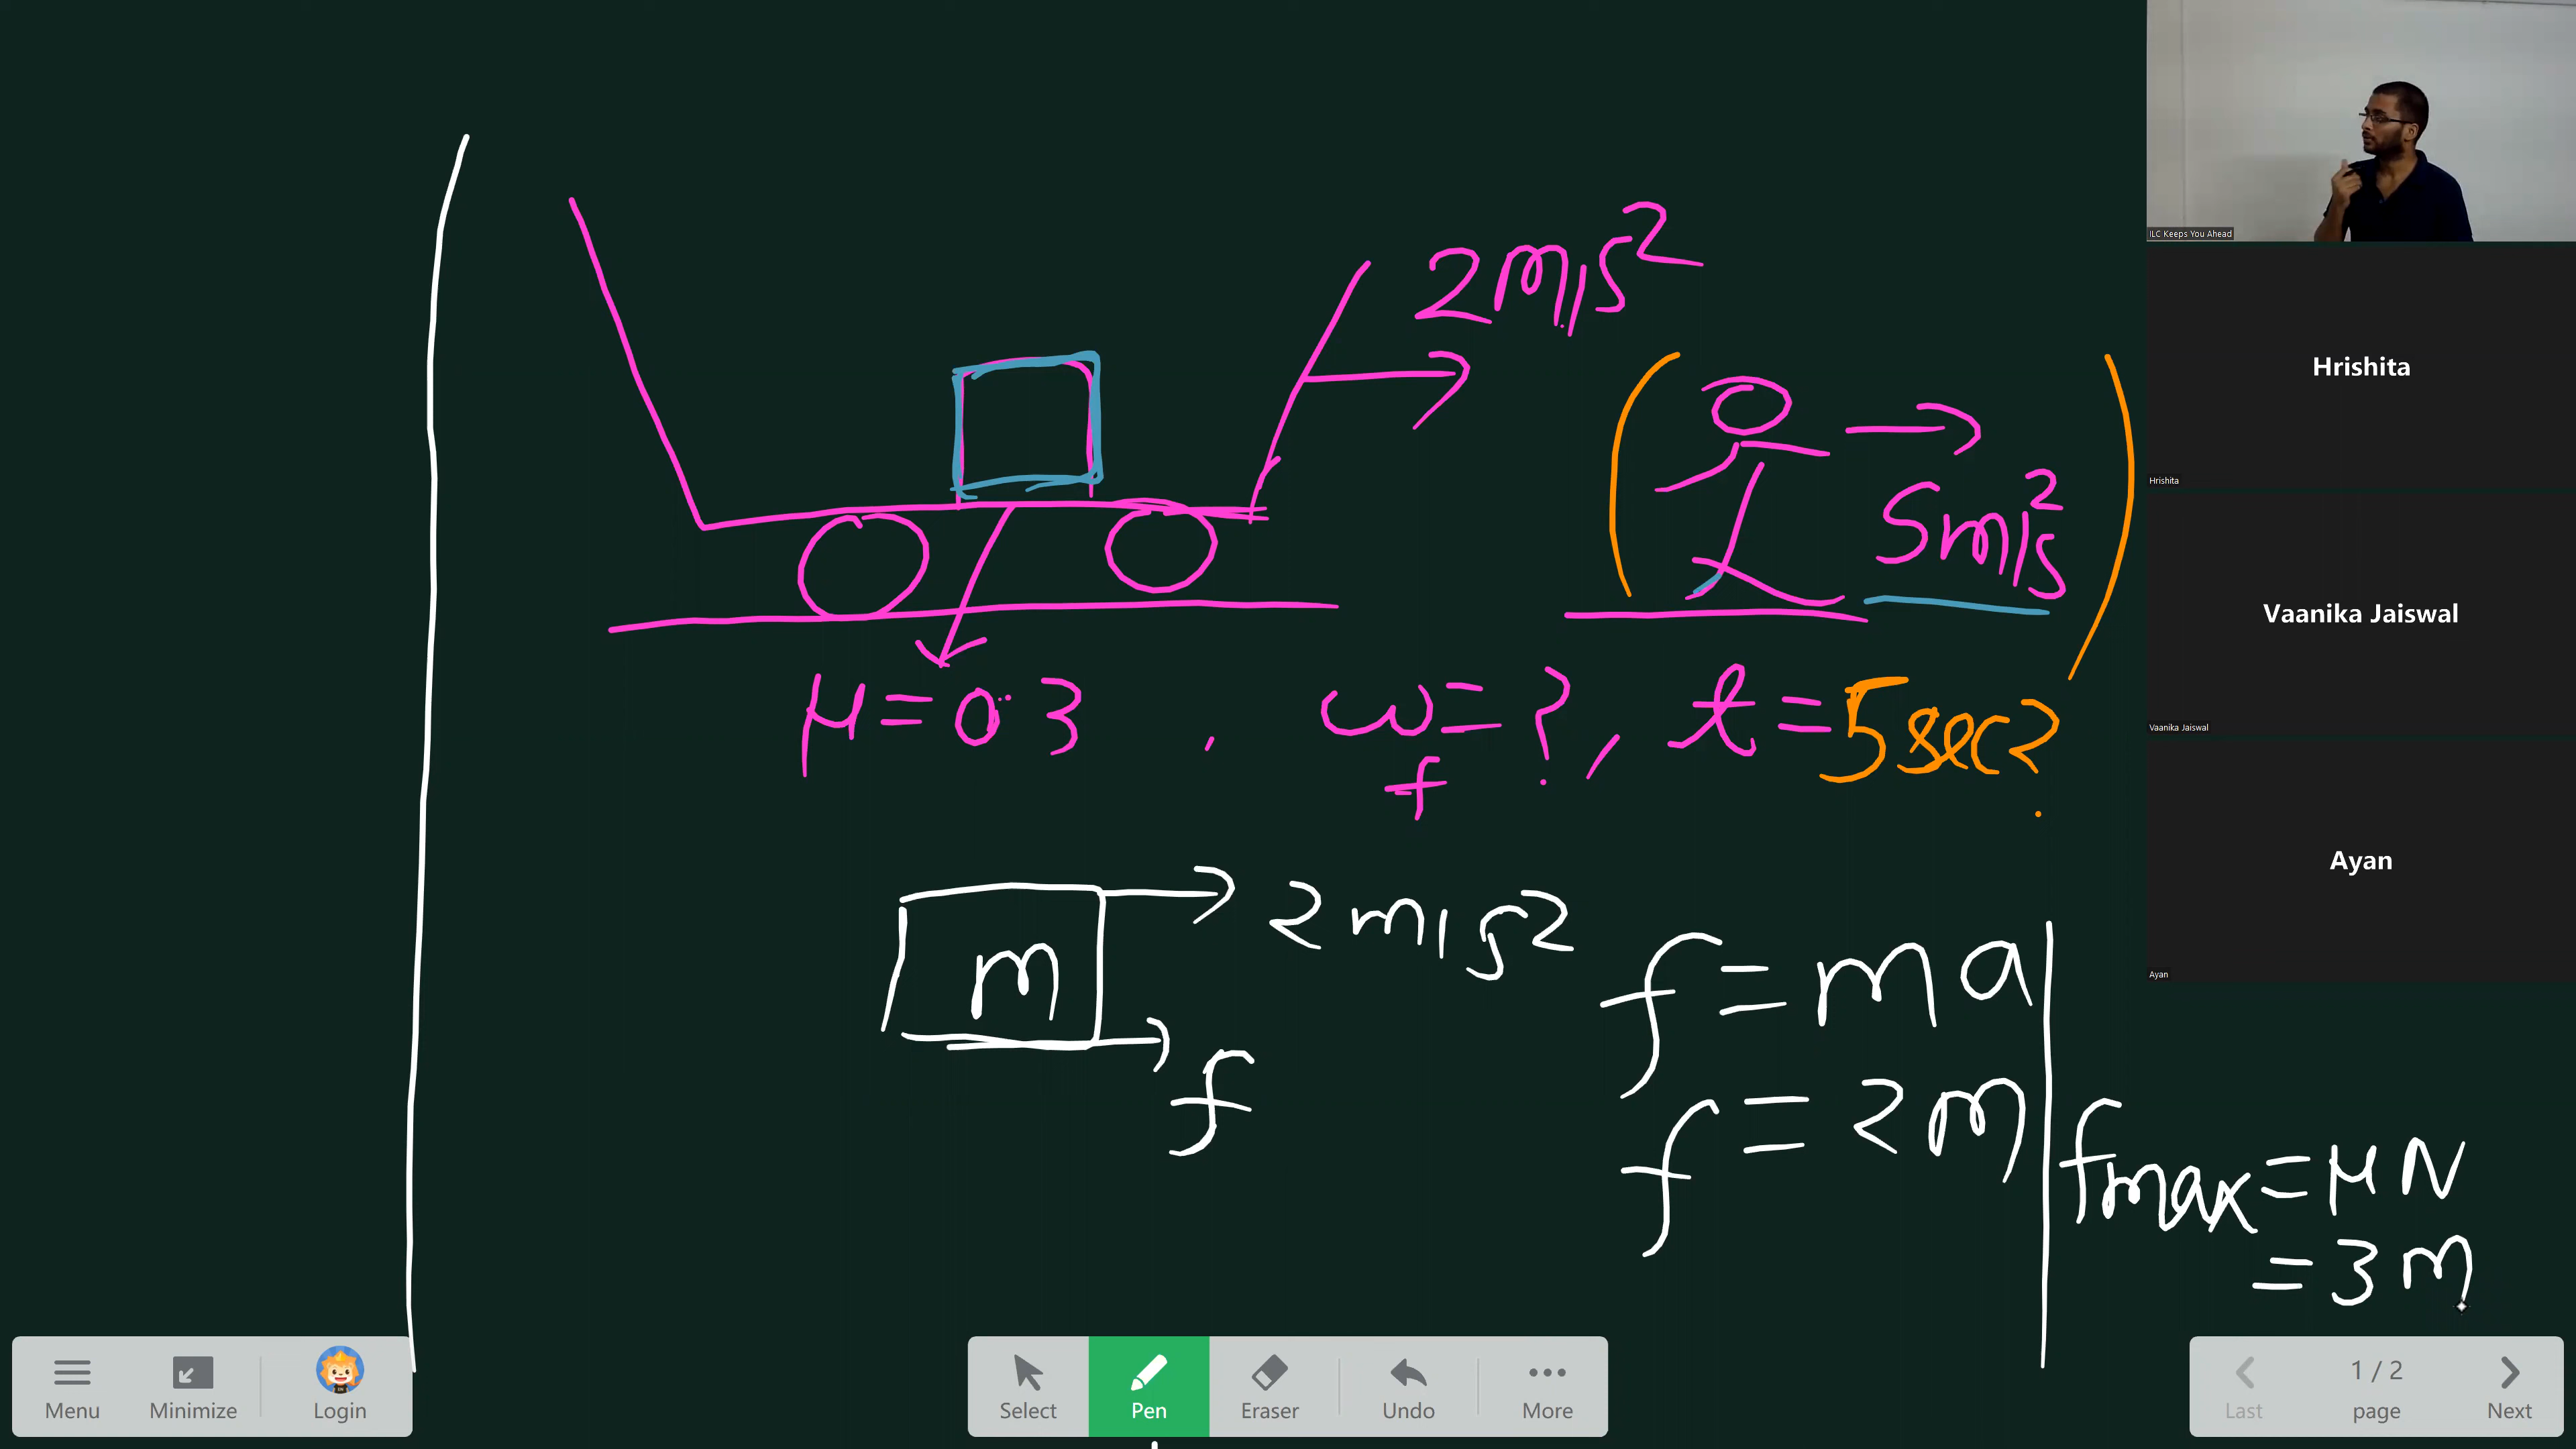 2m/s²
5m/s²
μ=0.3 , ω_f=?, t=5sec?
m
2m/s²
f
f=ma
f=2m
fmax=μN
=3m
ILC Keeps You Ahead
Hrishita
Hrishita
Vaanika Jaiswal
Vaanika Jaiswal
Ayan
Ayan
Menu Minimize Login
Select Pen Eraser Undo More
1 / 2
Last page Next